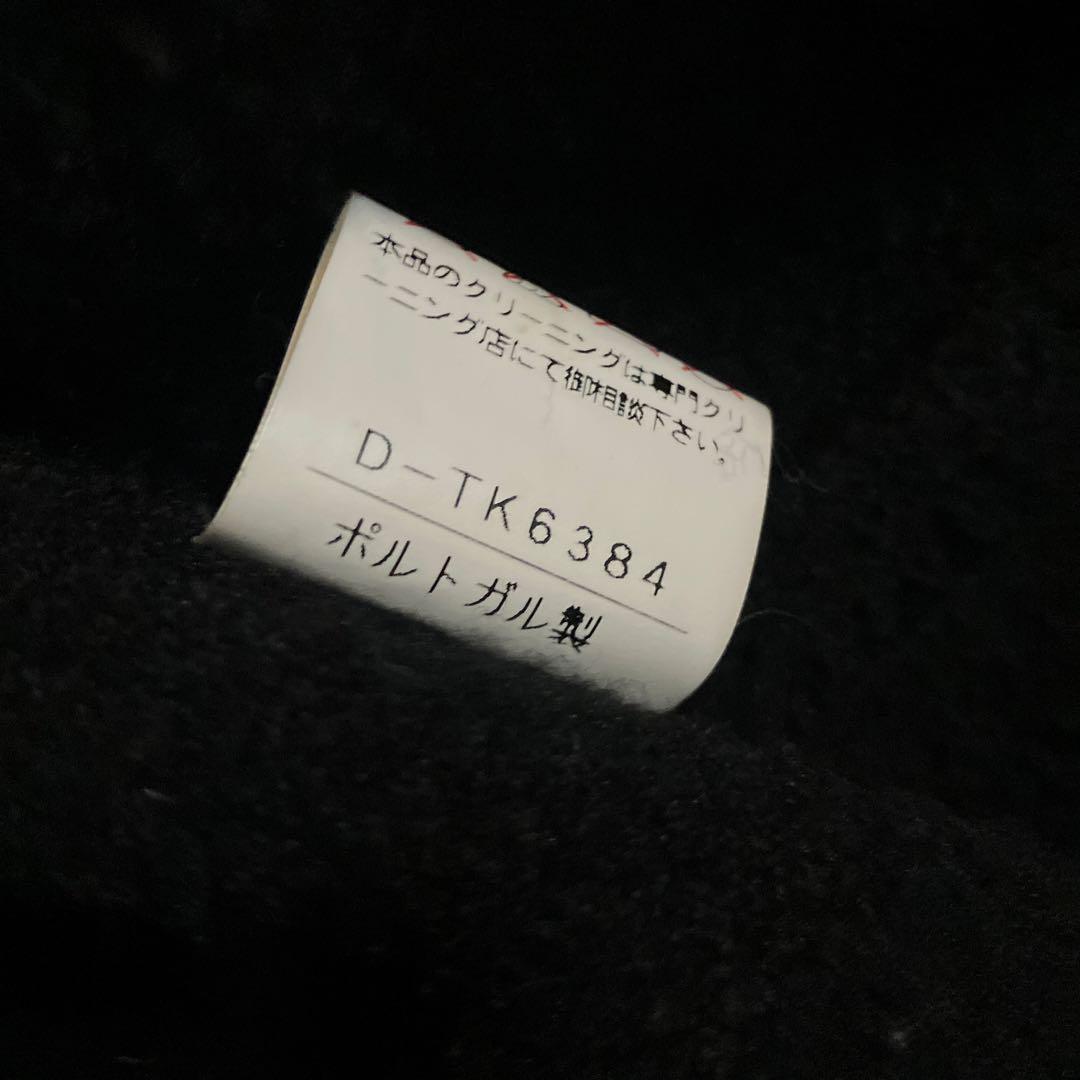 本品のクリーニングは専門クリ
ーニング店にて御相談下さい。
D-TK6384
ポルトガル製